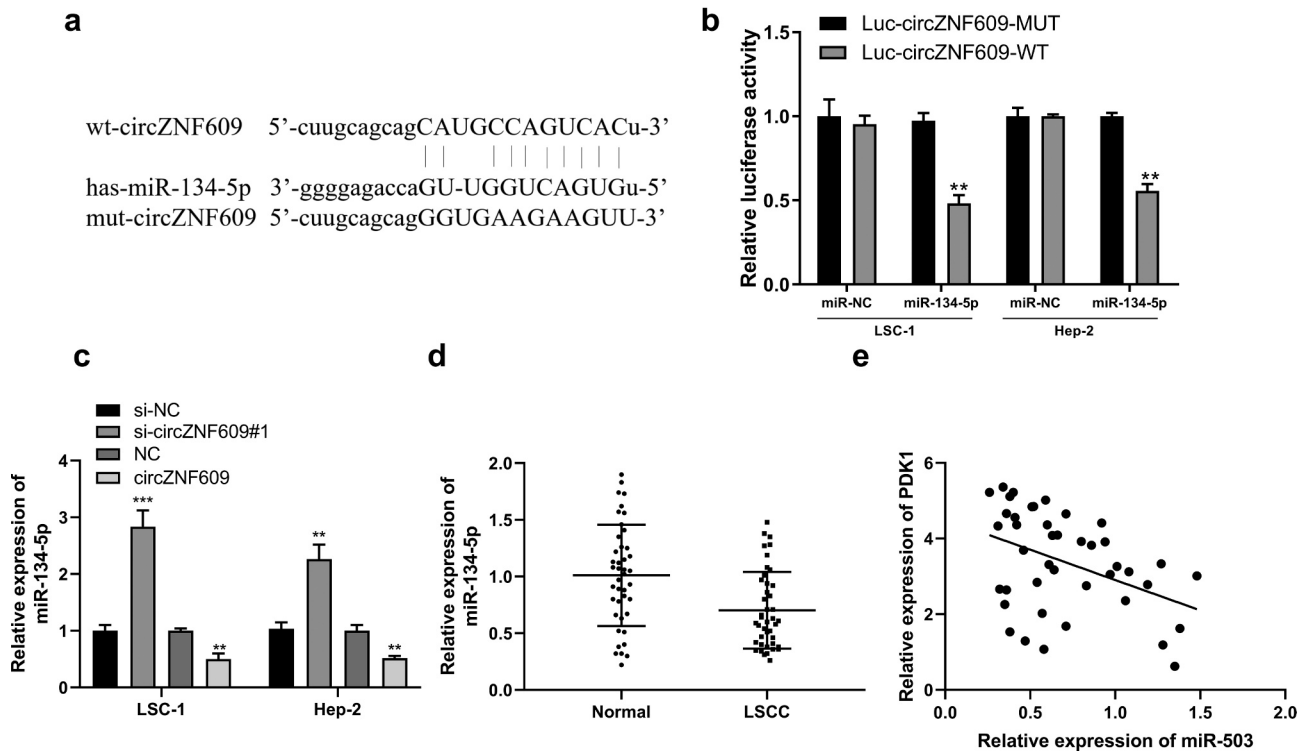 a
wt-circZNF609 5’-cuugcagcagCAUGCCAGUCACu-3’
has-miR-134-5p 3’-ggggagaccaGU-UGGUCAGUGu-5’
mut-circZNF609 5’-cuugcagcagGGUGAAGAAGUU-3’
b
Luc-circZNF609-MUT
Luc-circZNF609-WT
Relative luciferase activity
1.5
1.0
0.5
0.0
**
**
miR-NC miR-134-5p miR-NC miR-134-5p
LSC-1 Hep-2
c
si-NC
si-circZNF609#1
NC
circZNF609
Relative expression of
miR-134-5p
4
3
2
1
0
***
**
**
**
LSC-1 Hep-2
d
Relative expression of
miR-134-5p
2.0
1.5
1.0
0.5
0.0
Normal LSCC
e
Relative expression of PDK1
6
4
2
0
0.0 0.5 1.0 1.5 2.0
Relative expression of miR-503